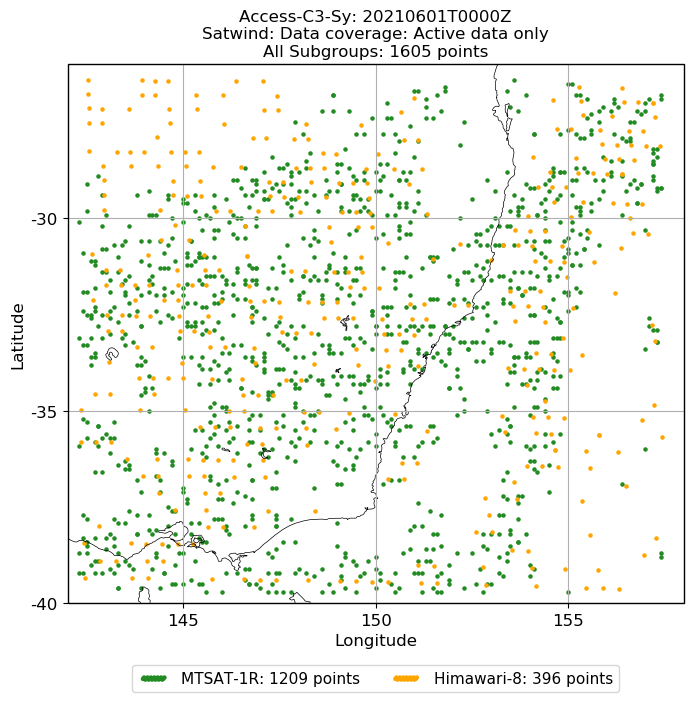 Access-C3-Sy: 20210601T0000Z
Satwind: Data coverage: Active data only
All Subgroups: 1605 points
-30
-35
-40
Latitude
145
150
155
Longitude
MTSAT-1R: 1209 points
Himawari-8: 396 points